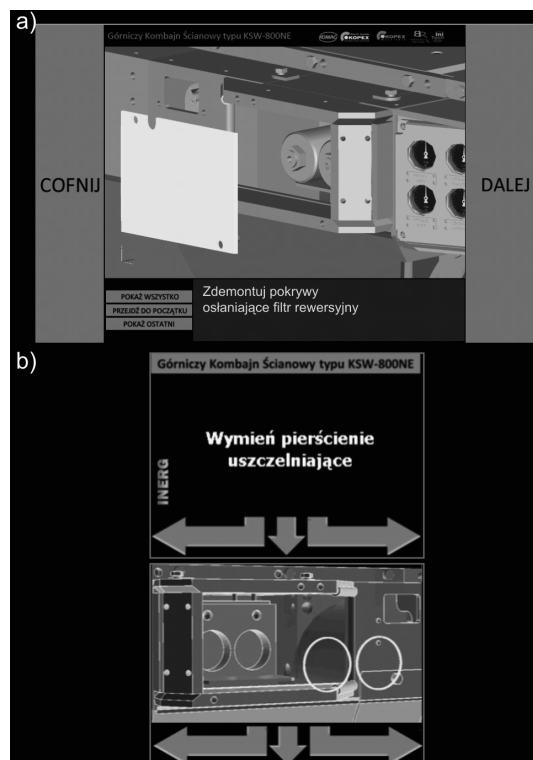 a)
Górniczy Kombajn Ścianowy typu KSW-800NE
KOMAG KOPEX KOPEX
COFNIJ
DALEJ
POKAŻ WSZYSTKO
PRZEJDŹ DO POCZĄTKU
POKAŻ OSTATNI
Zdemontuj pokrywy
osłaniające filtr rewersyjny
b)
Górniczy Kombajn Ścianowy typu KSW-800NE
Wymień pierścienie
uszczelniające
INERG